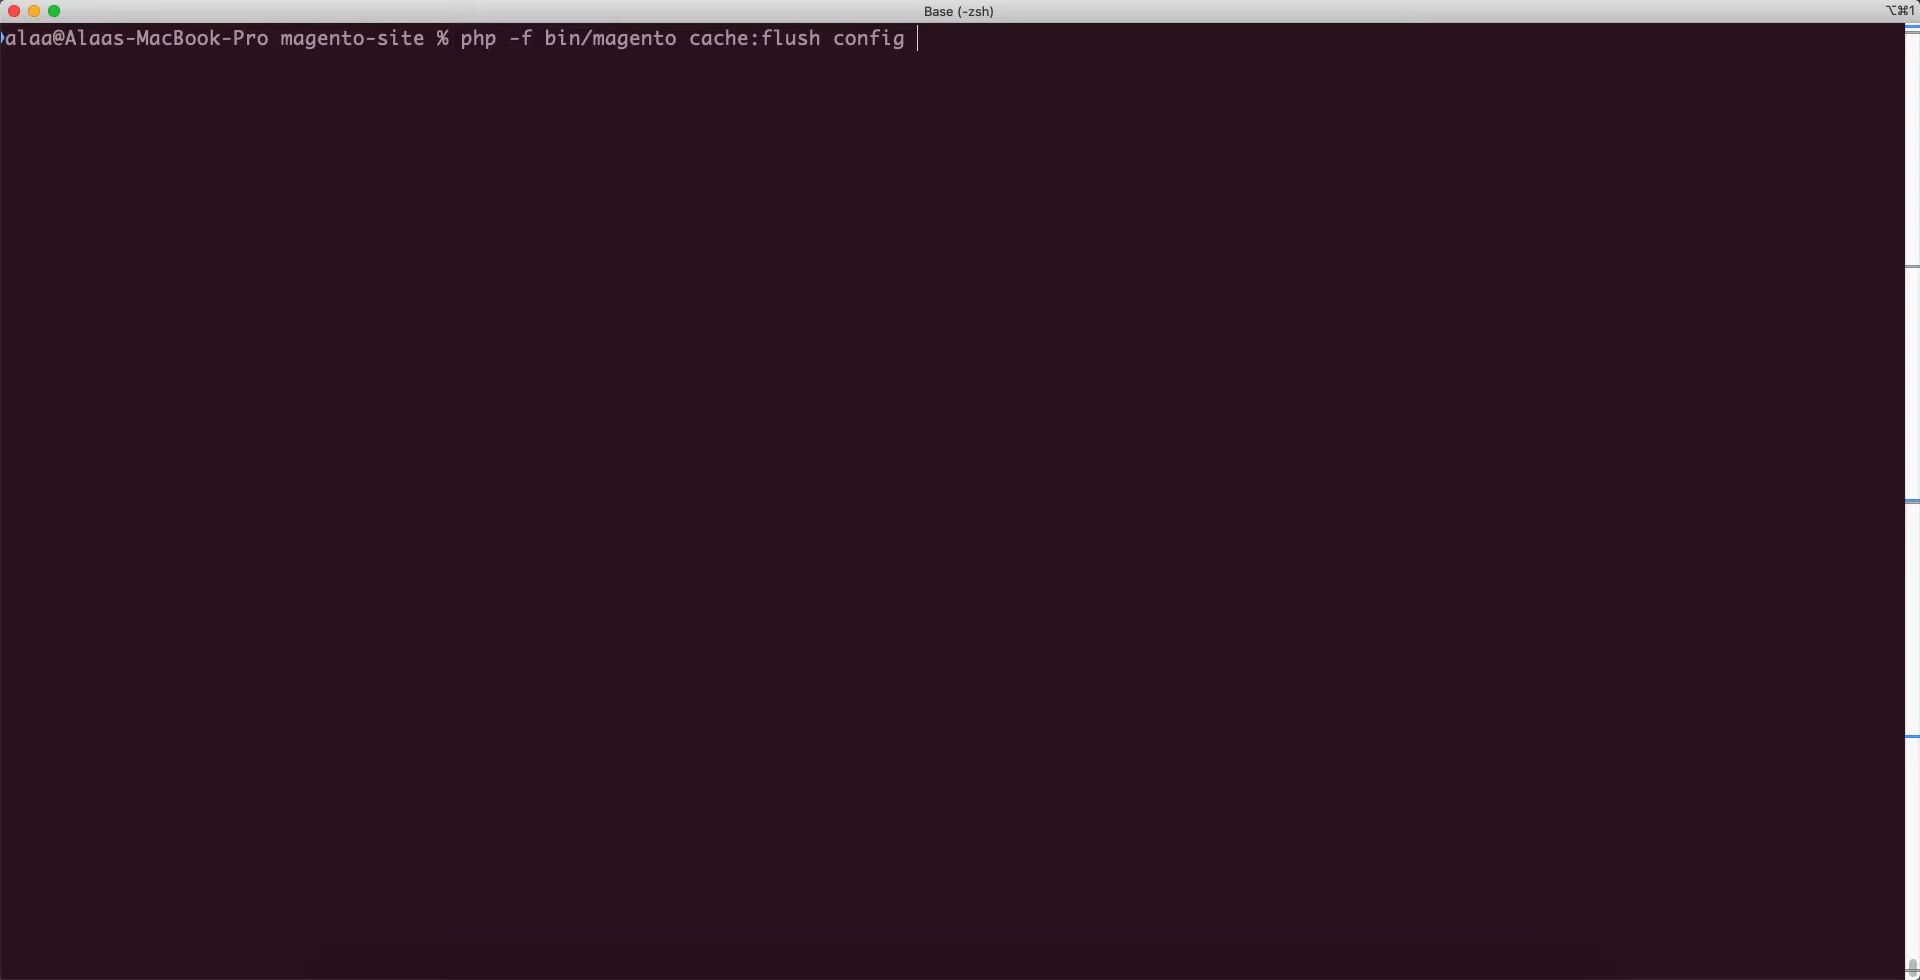 Base (-zsh)
⌥⌘1
alaa@Alaas-MacBook-Pro magento-site % php -f bin/magento cache:flush config